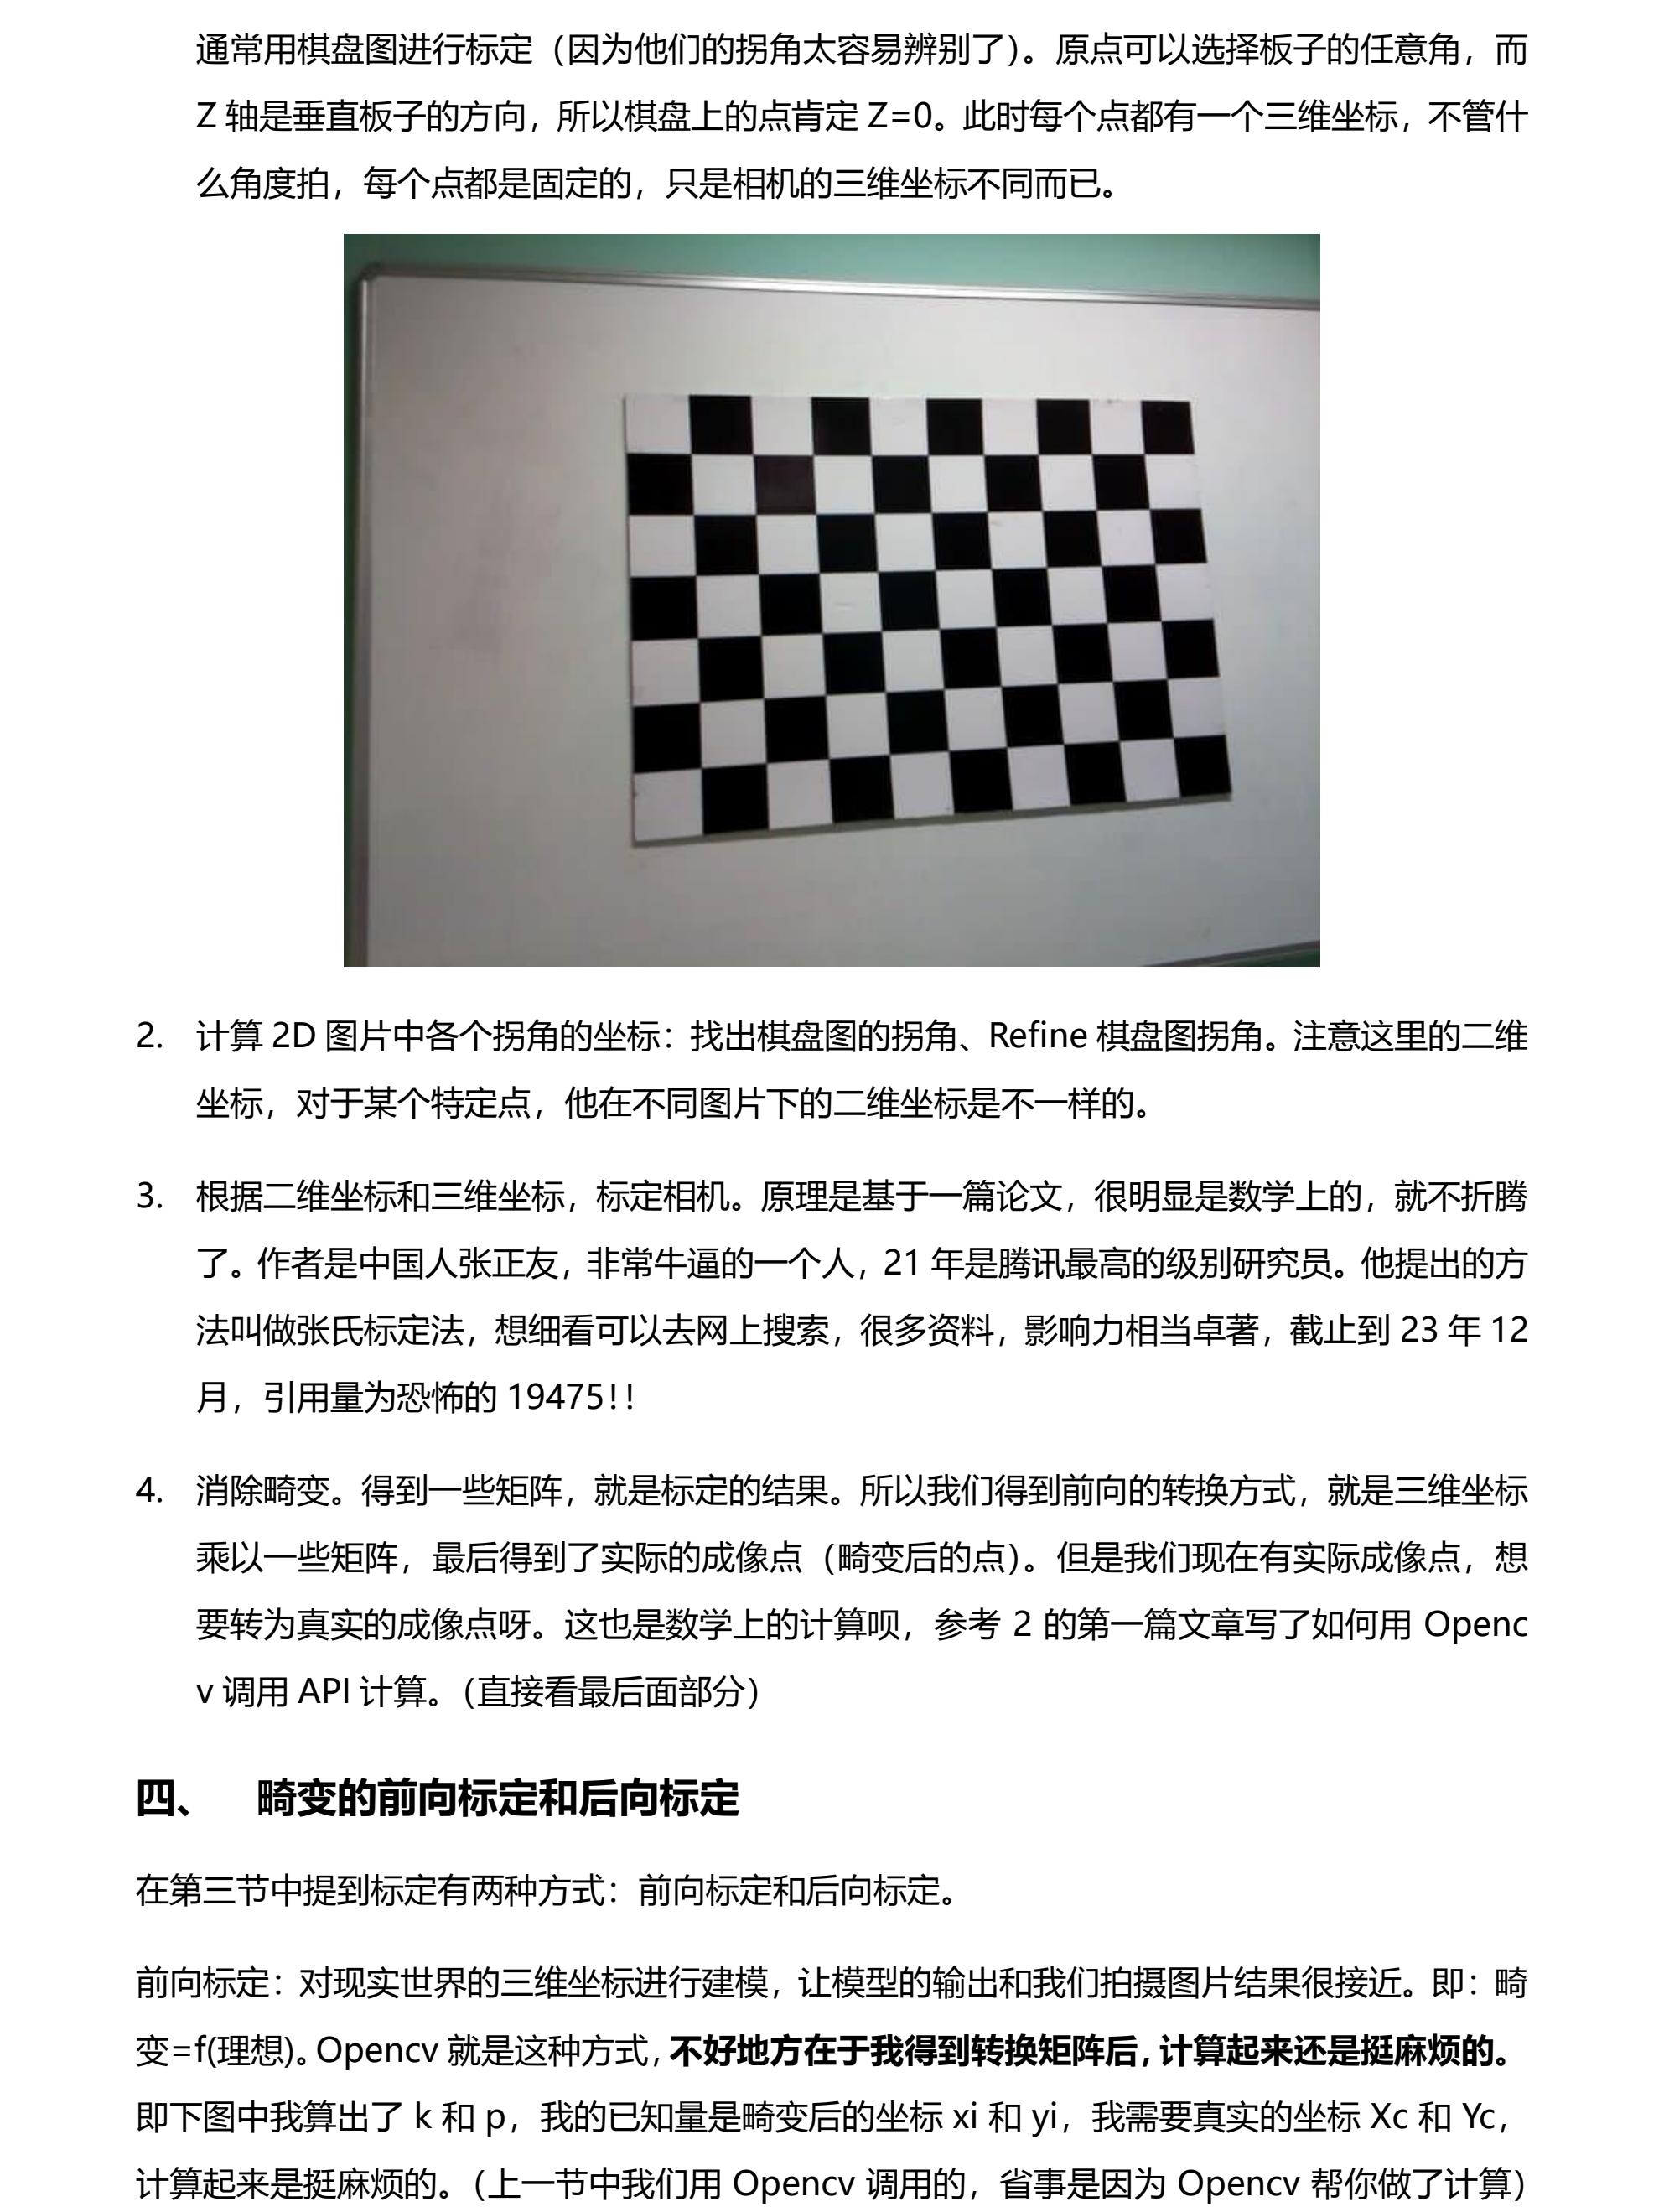 通常用棋盘图进行标定（因为他们的拐角太容易辨别了）。原点可以选择板子的任意角，而
Z 轴是垂直板子的方向，所以棋盘上的点肯定 Z=0。此时每个点都有一个三维坐标，不管什
么角度拍，每个点都是固定的，只是相机的三维坐标不同而已。
2. 计算 2D 图片中各个拐角的坐标：找出棋盘图的拐角、Refine 棋盘图拐角。注意这里的二维
坐标，对于某个特定点，他在不同图片下的二维坐标是不一样的。
3. 根据二维坐标和三维坐标，标定相机。原理是基于一篇论文，很明显是数学上的，就不折腾
了。作者是中国人张正友，非常牛逼的一个人，21 年是腾讯最高的级别研究员。他提出的方
法叫做张氏标定法，想细看可以去网上搜索，很多资料，影响力相当卓著，截止到 23 年 12
月，引用量为恐怖的 19475！！
4. 消除畸变。得到一些矩阵，就是标定的结果。所以我们得到前向的转换方式，就是三维坐标
乘以一些矩阵，最后得到了实际的成像点（畸变后的点）。但是我们现在有实际成像点，想
要转为真实的成像点呀。这也是数学上的计算呗，参考 2 的第一篇文章写了如何用 Openc
v 调用 API 计算。（直接看最后面部分）
四、 畸变的前向标定和后向标定
在第三节中提到标定有两种方式：前向标定和后向标定。
前向标定：对现实世界的三维坐标进行建模，让模型的输出和我们拍摄图片结果很接近。即：畸
变=f(理想)。Opencv 就是这种方式，不好地方在于我得到转换矩阵后，计算起来还是挺麻烦的。
即下图中我算出了 k 和 p，我的已知量是畸变后的坐标 xi 和 yi，我需要真实的坐标 Xc 和 Yc，
计算起来是挺麻烦的。（上一节中我们用 Opencv 调用的，省事是因为 Opencv 帮你做了计算）